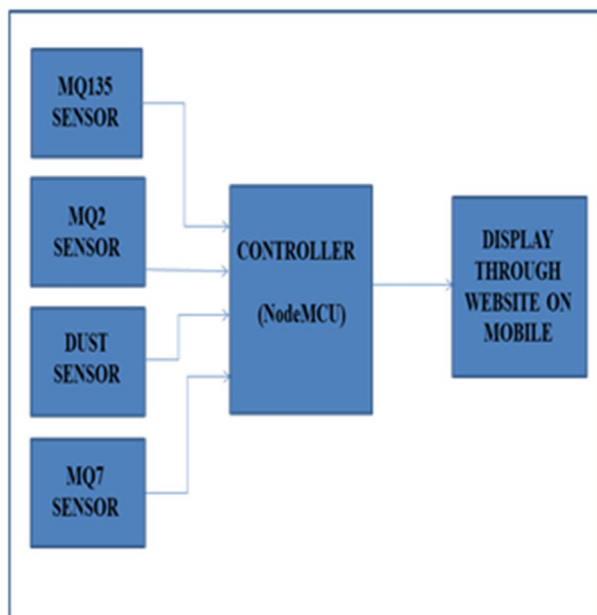 MQ135
SENSOR
MQ2
SENSOR
DUST
SENSOR
MQ7
SENSOR
CONTROLLER
(NodeMCU)
DISPLAY
THROUGH
WEBSITE ON
MOBILE